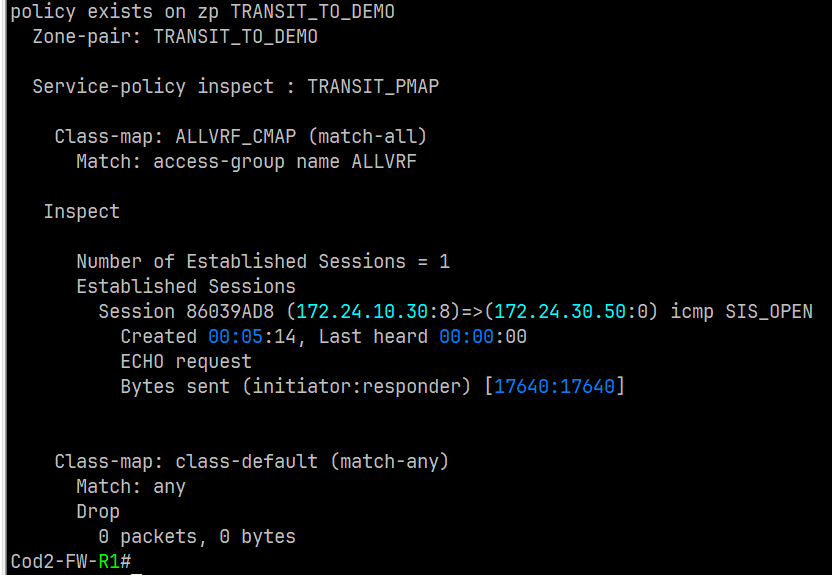 policy exists on zp TRANSIT_TO_DEMO
Zone-pair: TRANSIT_TO_DEMO
Service-policy inspect : TRANSIT_PMAP
Class-map: ALLVRF_CMAP (match-all)
Match: access-group name ALLVRF
Inspect
Number of Established Sessions = 1
Established Sessions
Session 86039AD8 (172.24.10.30:8)=>(172.24.30.50:0) icmp SIS_OPEN
Created 00:05:14, Last heard 00:00:00
ECHO request
Bytes sent (initiator:responder) [17640:17640]
Class-map: class-default (match-any)
Match: any
Drop
0 packets, 0 bytes
Cod2-FW-R1#